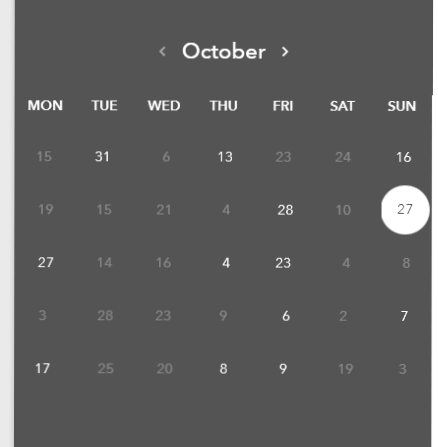 ‹ October ›
MON TUE WED THU FRI SAT SUN
15 31 6 13 23 24 16
19 15 21 4 28 10 27
27 14 16 4 23 4 8
3 28 23 9 6 2 7
17 25 20 8 9 19 3